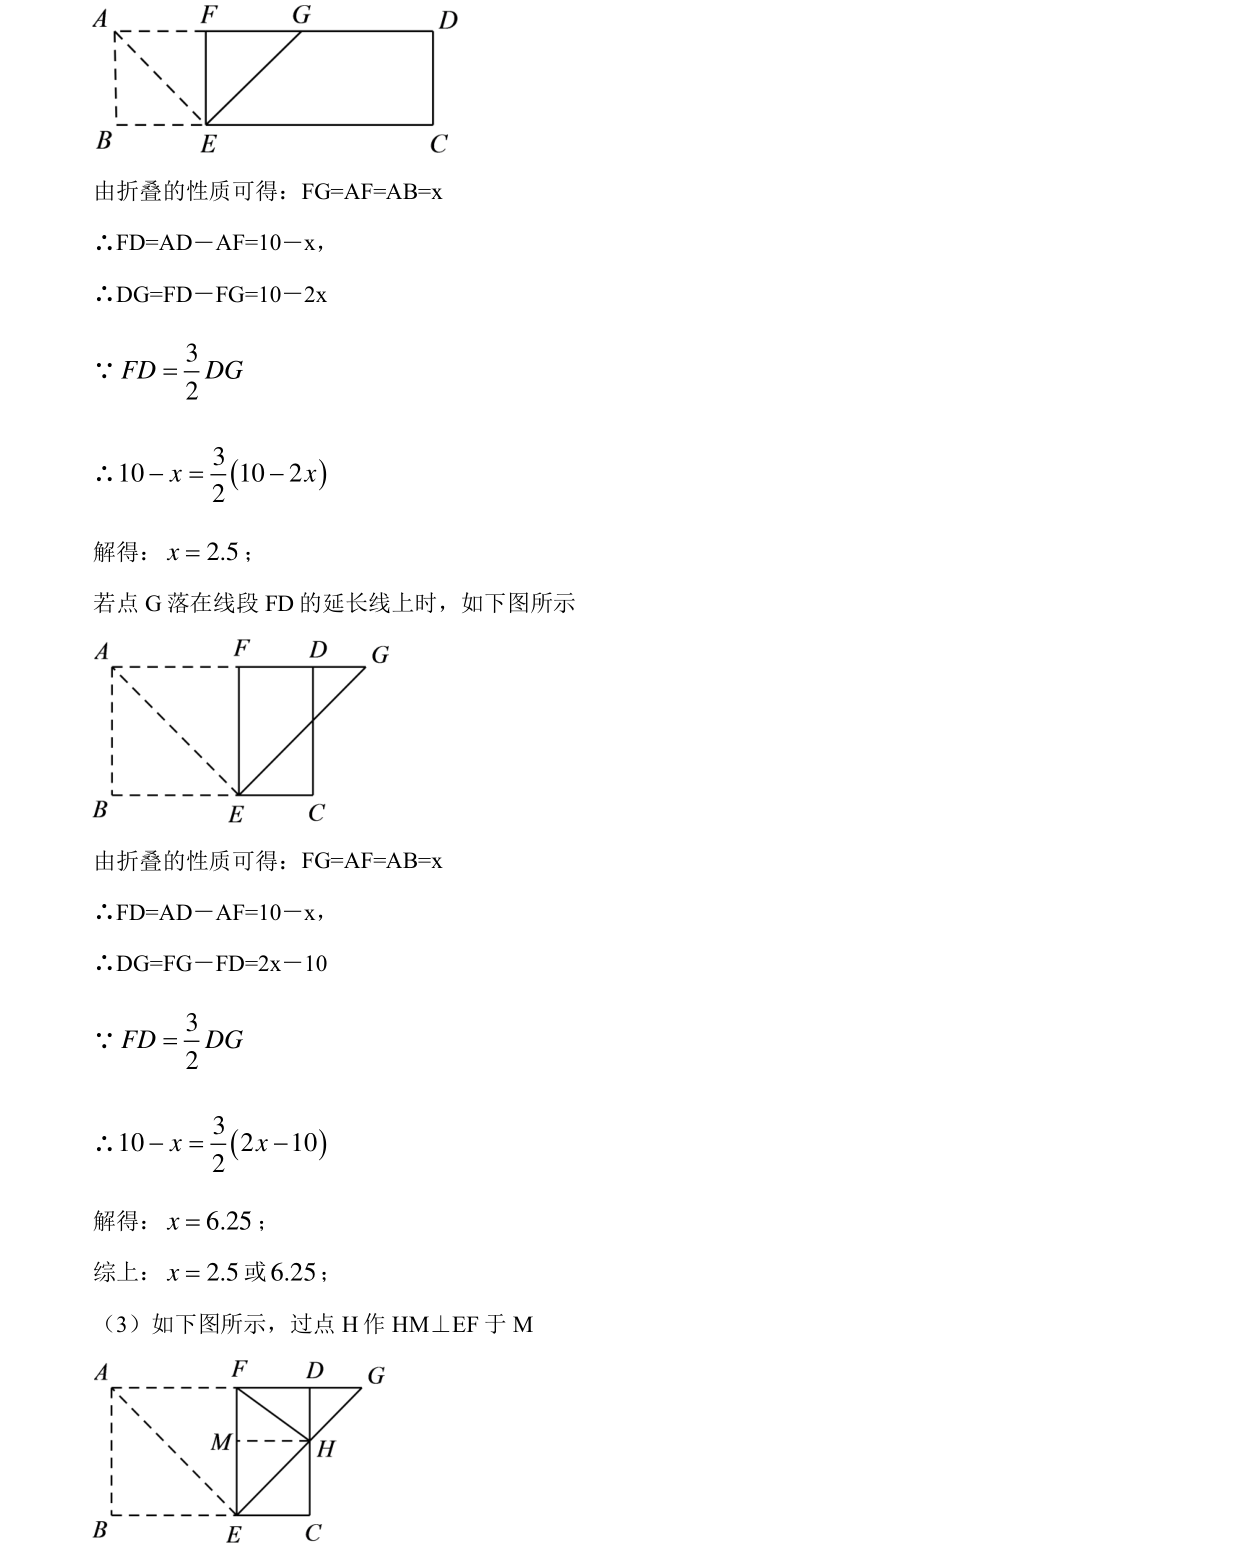 A F G D
B E C
由折叠的性质可得：FG=AF=AB=x
∴FD=AD－AF=10－x，
∴DG=FD－FG=10－2x
∵ FD = 3/2 DG
∴10 − x = 3/2 (10 − 2x)
解得： x = 2.5 ；
若点 G 落在线段 FD 的延长线上时，如下图所示
A F D G
B E C
由折叠的性质可得：FG=AF=AB=x
∴FD=AD－AF=10－x，
∴DG=FG－FD=2x－10
∵ FD = 3/2 DG
∴10 − x = 3/2 (2x − 10)
解得： x = 6.25 ；
综上： x = 2.5 或 6.25；
（3）如下图所示，过点 H 作 HM⊥EF 于 M
A F D G
M H
B E C